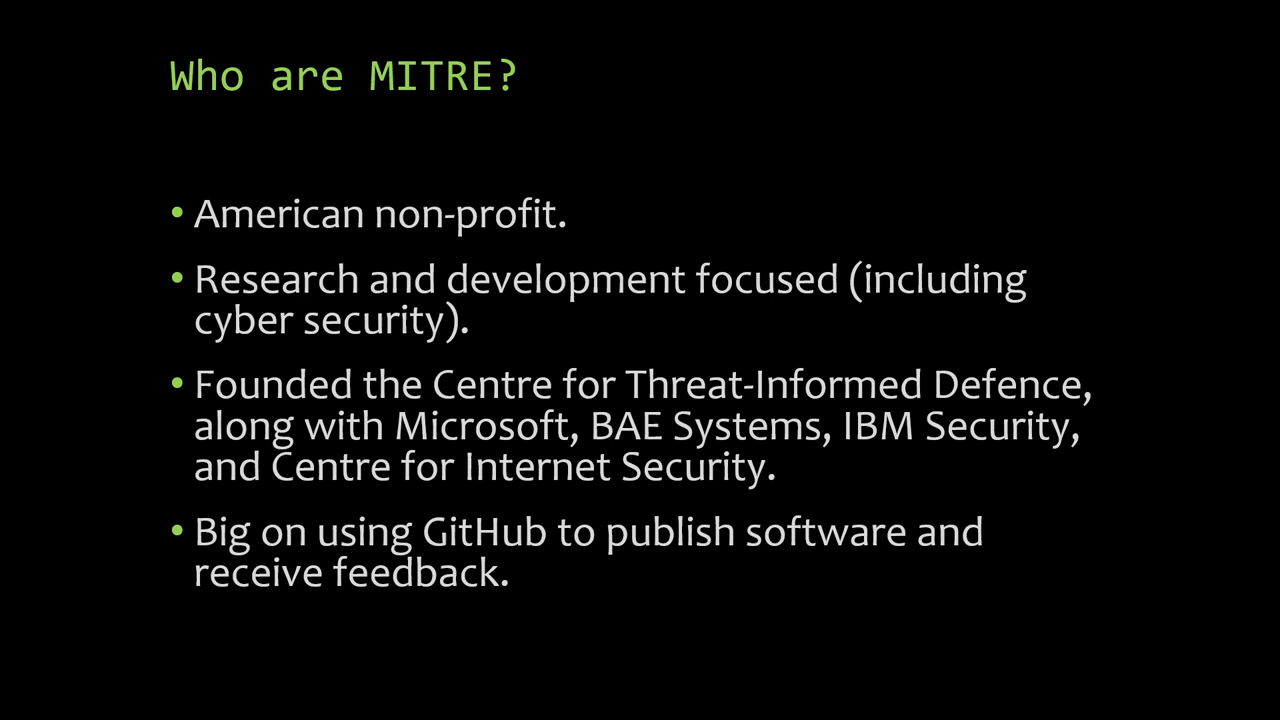 Who are MITRE?
• American non-profit.
• Research and development focused (including
cyber security).
• Founded the Centre for Threat-Informed Defence,
along with Microsoft, BAE Systems, IBM Security,
and Centre for Internet Security.
• Big on using GitHub to publish software and
receive feedback.